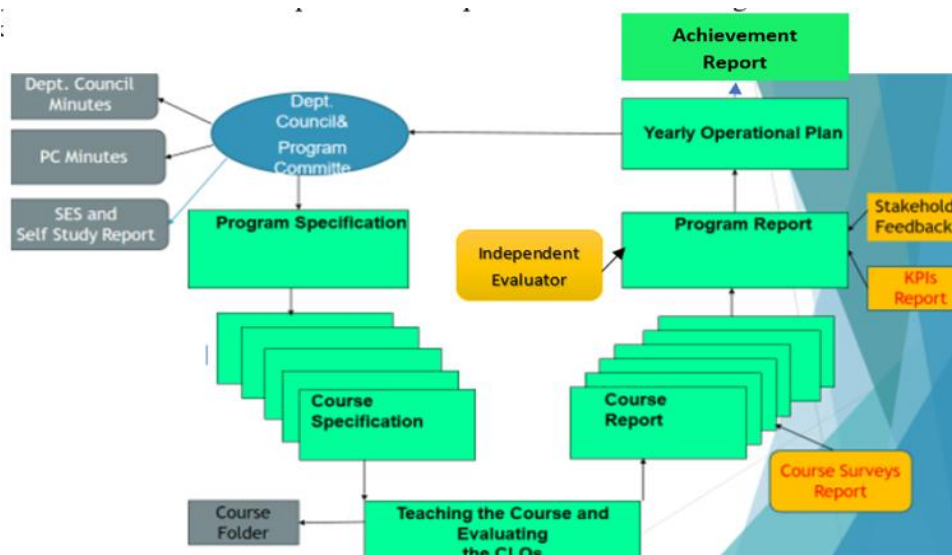 Achievement
Report
Dept. Council
Minutes
Dept.
Council&
Program
Committe
Yearly Operational Plan
PC Minutes
SES and
Self Study Report
Program Specification
Program Report
Stakehold
Feedback
Independent
Evaluator
KPIs
Report
Course
Specification
Course
Report
Course Surveys
Report
Course
Folder
Teaching the Course and
Evaluating
the CLOs